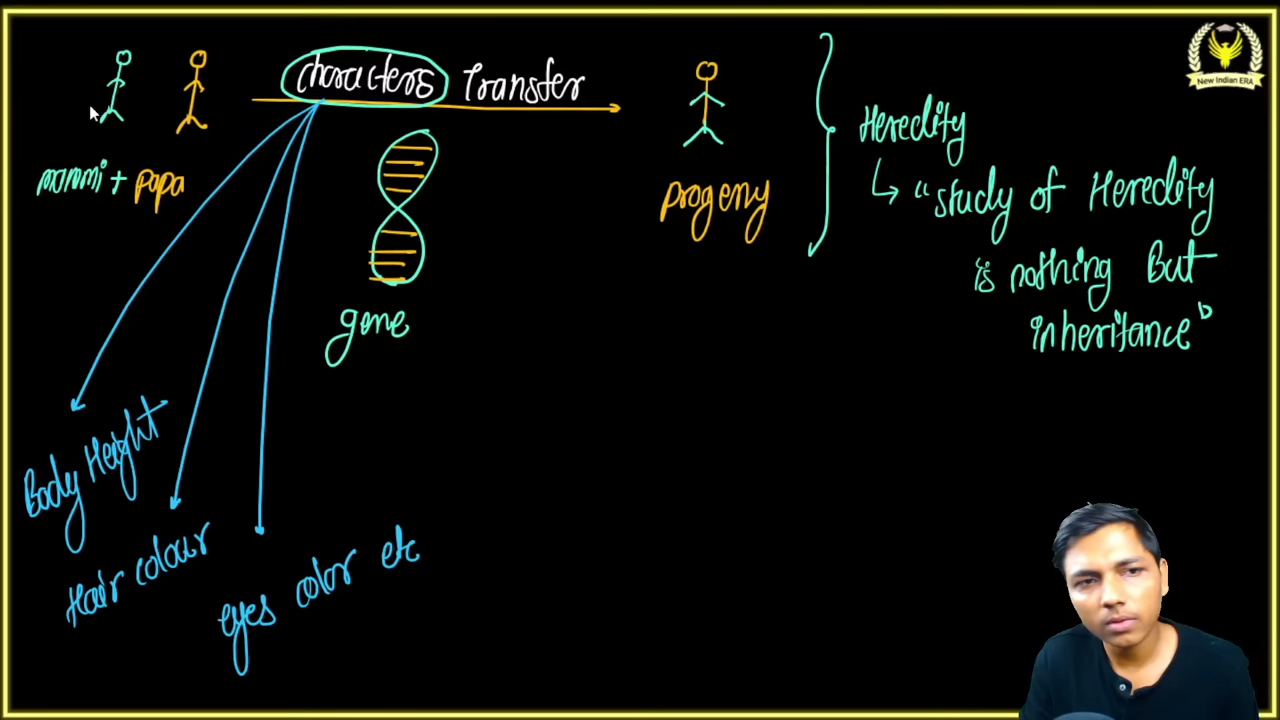 characters Transfer
mommi + papa
gene
progeny
Heredity
"study of Heredity
is nothing But
inheritance"
Body Height
Hair colour
eyes color etc
New Indian ERA